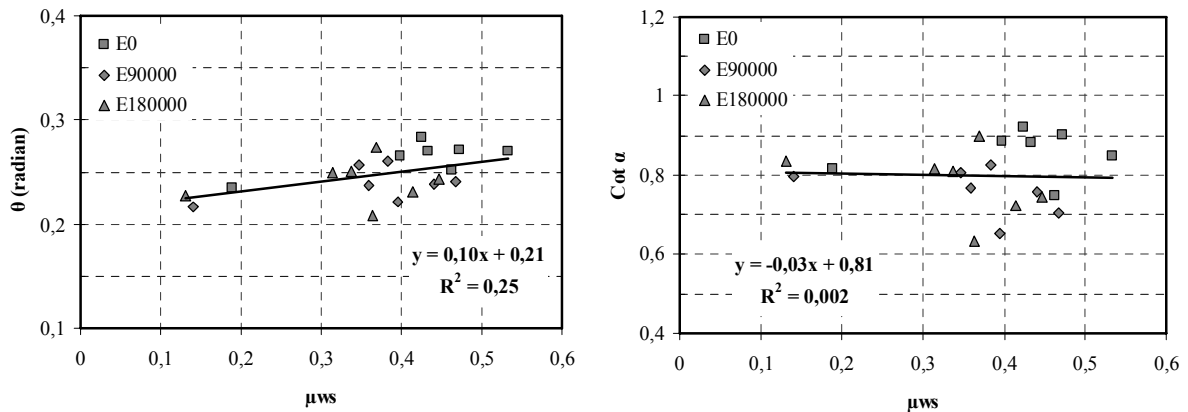 0,4
0,3
0,2
0,1
θ (radian)
E0
E90000
E180000
y = 0,10x + 0,21
R² = 0,25
0 0,1 0,2 0,3 0,4 0,5 0,6
μws
1,2
1
0,8
0,6
0,4
Cot α
E0
E90000
E180000
y = -0,03x + 0,81
R² = 0,002
0 0,1 0,2 0,3 0,4 0,5 0,6
μws